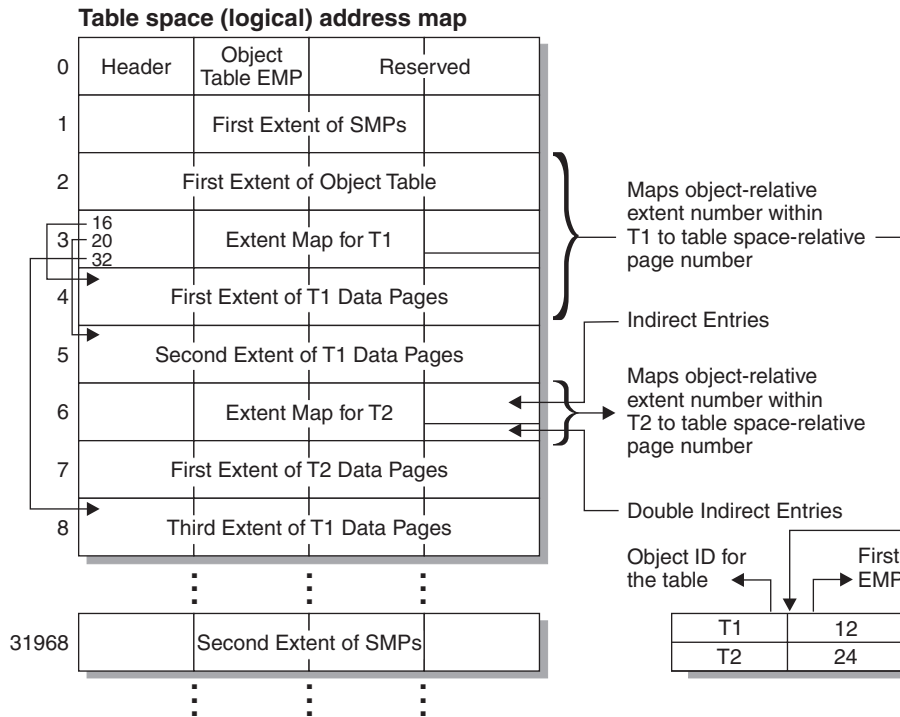 Table space (logical) address map
0
Header
Object
Table EMP
Reserved
1
First Extent of SMPs
2
First Extent of Object Table
3
16
20
32
Extent Map for T1
4
First Extent of T1 Data Pages
5
Second Extent of T1 Data Pages
6
Extent Map for T2
7
First Extent of T2 Data Pages
8
Third Extent of T1 Data Pages
31968
Second Extent of SMPs
Maps object-relative
extent number within
T1 to table space-relative
page number
Indirect Entries
Maps object-relative
extent number within
T2 to table space-relative
page number
Double Indirect Entries
Object ID for
the table
First
EMP
T1 12
T2 24